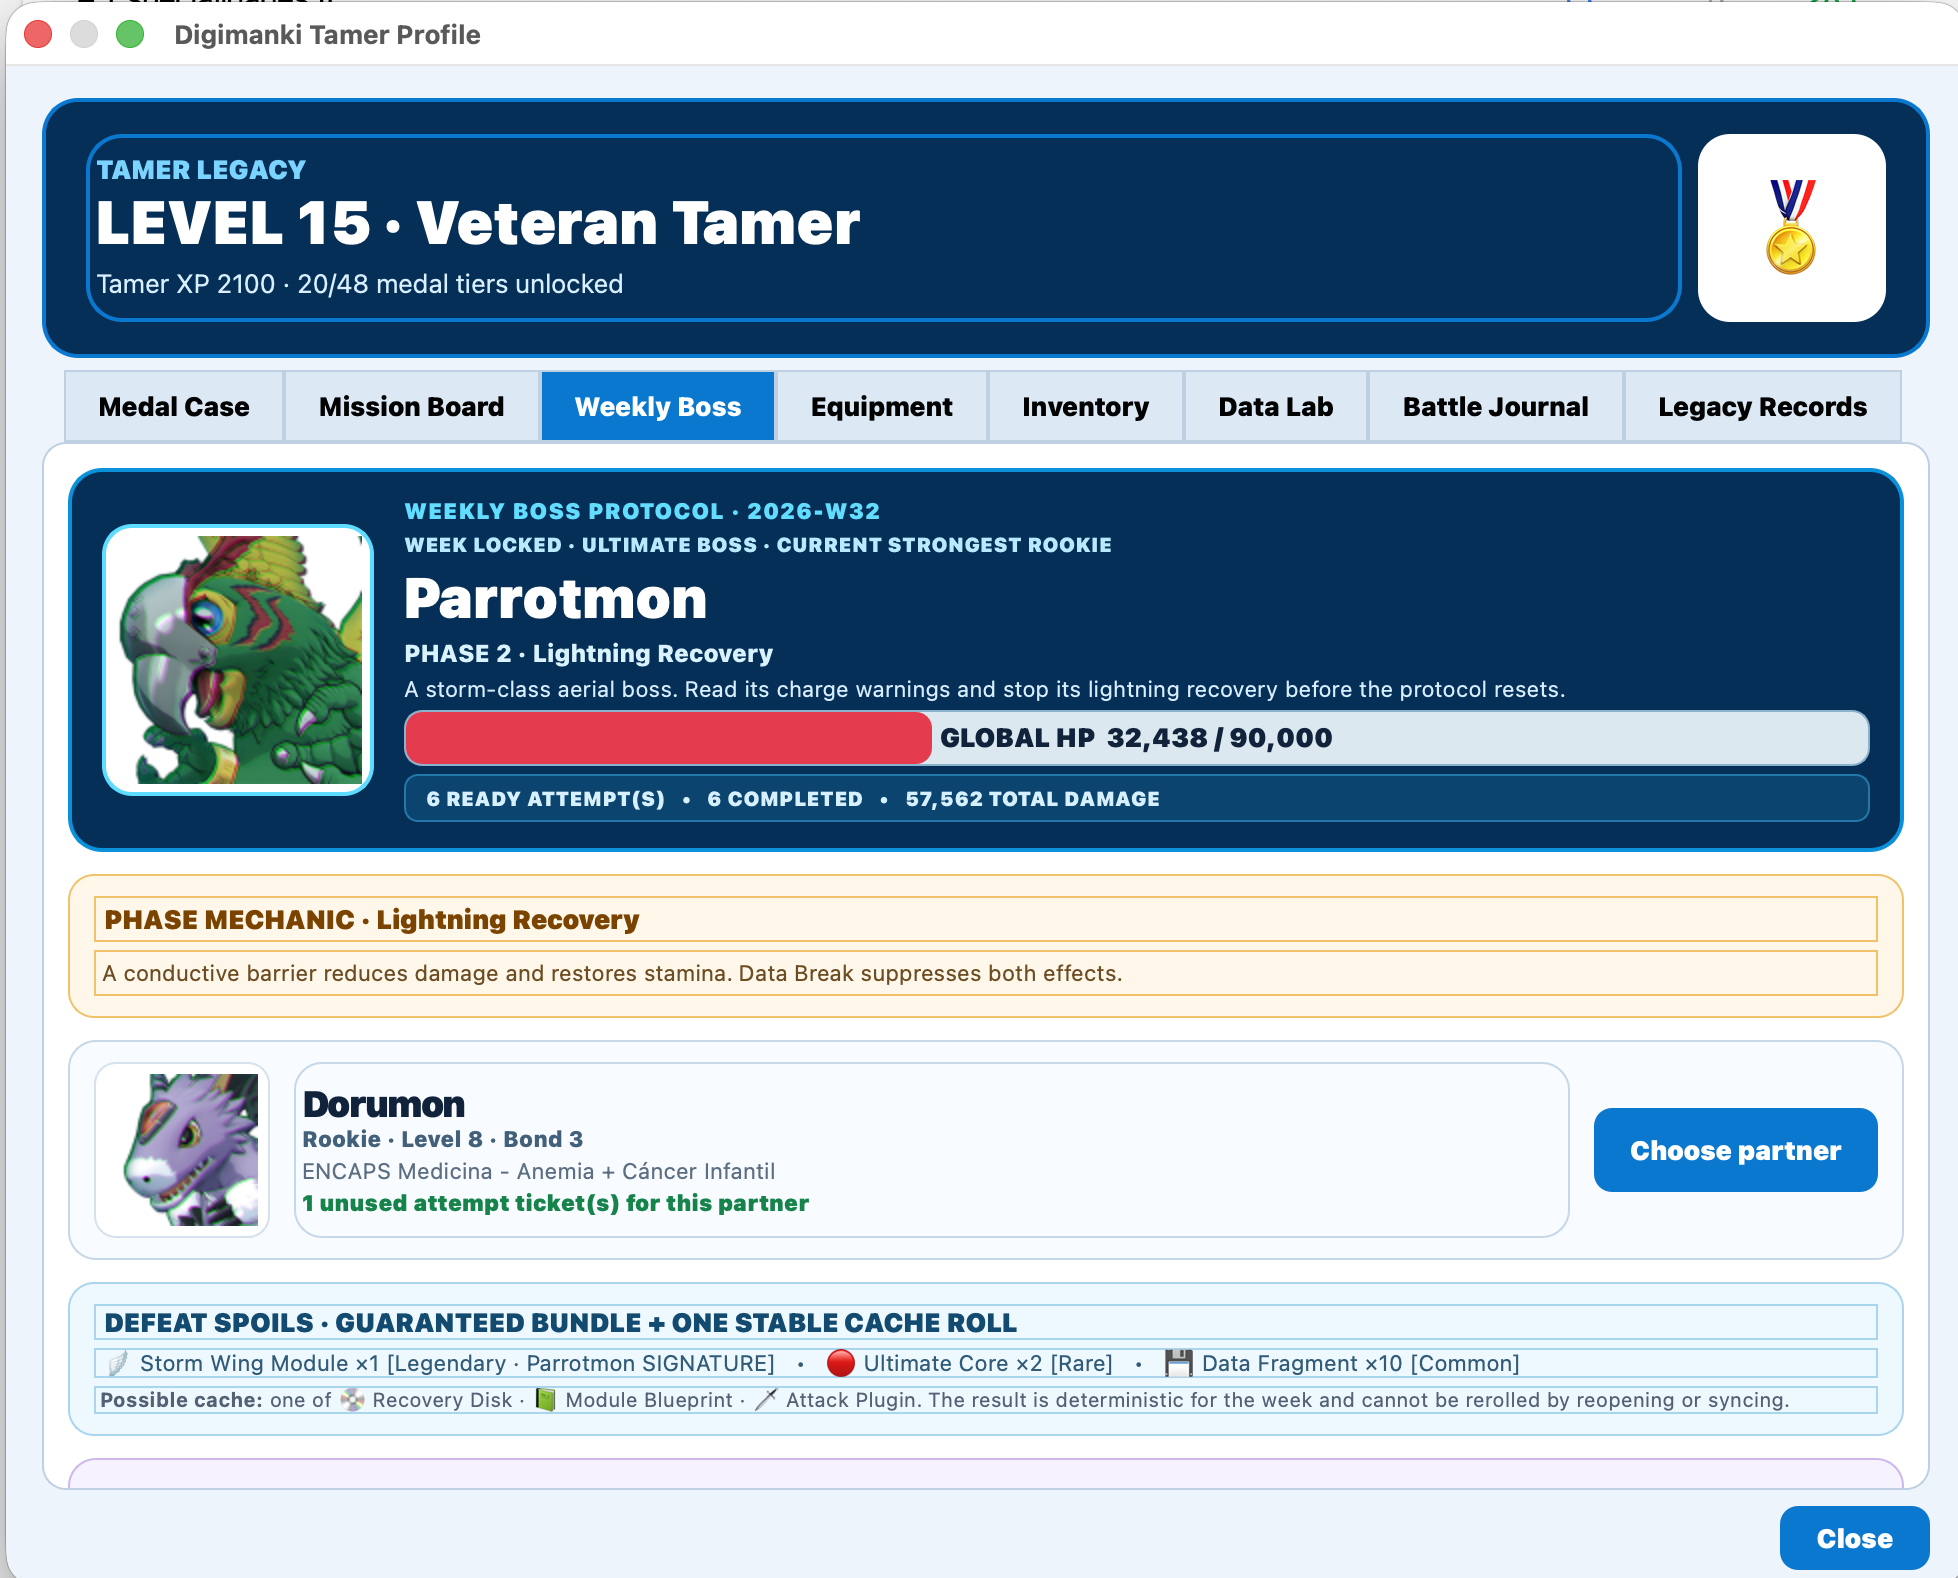 Digimanki Tamer Profile
TAMER LEGACY
LEVEL 15 · Veteran Tamer
Tamer XP 2100 · 20/48 medal tiers unlocked
Medal Case
Mission Board
Weekly Boss
Equipment
Inventory
Data Lab
Battle Journal
Legacy Records
WEEKLY BOSS PROTOCOL · 2026-W32
WEEK LOCKED · ULTIMATE BOSS · CURRENT STRONGEST ROOKIE
Parrotmon
PHASE 2 · Lightning Recovery
A storm-class aerial boss. Read its charge warnings and stop its lightning recovery before the protocol resets.
GLOBAL HP 32,438 / 90,000
6 READY ATTEMPT(S) • 6 COMPLETED • 57,562 TOTAL DAMAGE
PHASE MECHANIC · Lightning Recovery
A conductive barrier reduces damage and restores stamina. Data Break suppresses both effects.
Dorumon
Rookie · Level 8 · Bond 3
ENCAPS Medicina - Anemia + Cáncer Infantil
1 unused attempt ticket(s) for this partner
Choose partner
DEFEAT SPOILS · GUARANTEED BUNDLE + ONE STABLE CACHE ROLL
Storm Wing Module ×1 [Legendary · Parrotmon SIGNATURE] • Ultimate Core ×2 [Rare] • Data Fragment ×10 [Common]
Possible cache: one of Recovery Disk · Module Blueprint · Attack Plugin. The result is deterministic for the week and cannot be rerolled by reopening or syncing.
Close